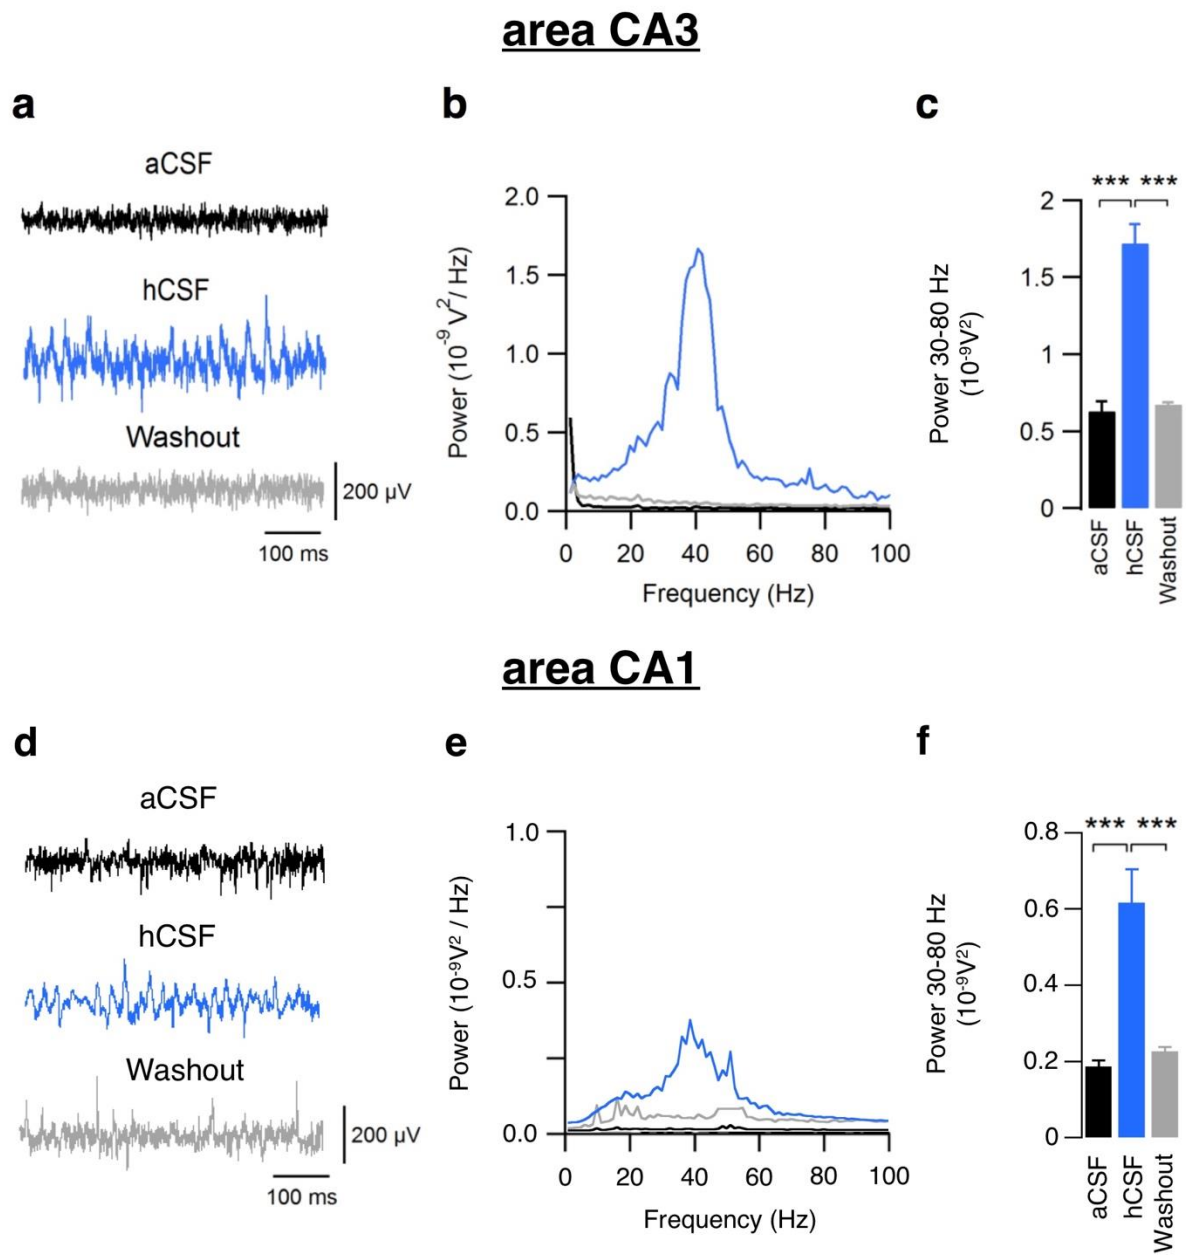 area CA3
a
b
c
aCSF
hCSF
Washout
200 µV
100 ms
2.0
1.5
1.0
0.5
0.0
Power (10⁻⁹ V²/ Hz)
0 20 40 60 80 100
Frequency (Hz)
*** ***
2
1.5
1
0.5
0
Power 30-80 Hz
(10⁻⁹V²)
aCSF
hCSF
Washout
area CA1
d
e
f
aCSF
hCSF
Washout
200 µV
100 ms
1.0
0.5
0.0
Power (10⁻⁹V² / Hz)
0 20 40 60 80 100
Frequency (Hz)
*** ***
0.8
0.6
0.4
0.2
0
Power 30-80 Hz
(10⁻⁹V²)
aCSF
hCSF
Washout